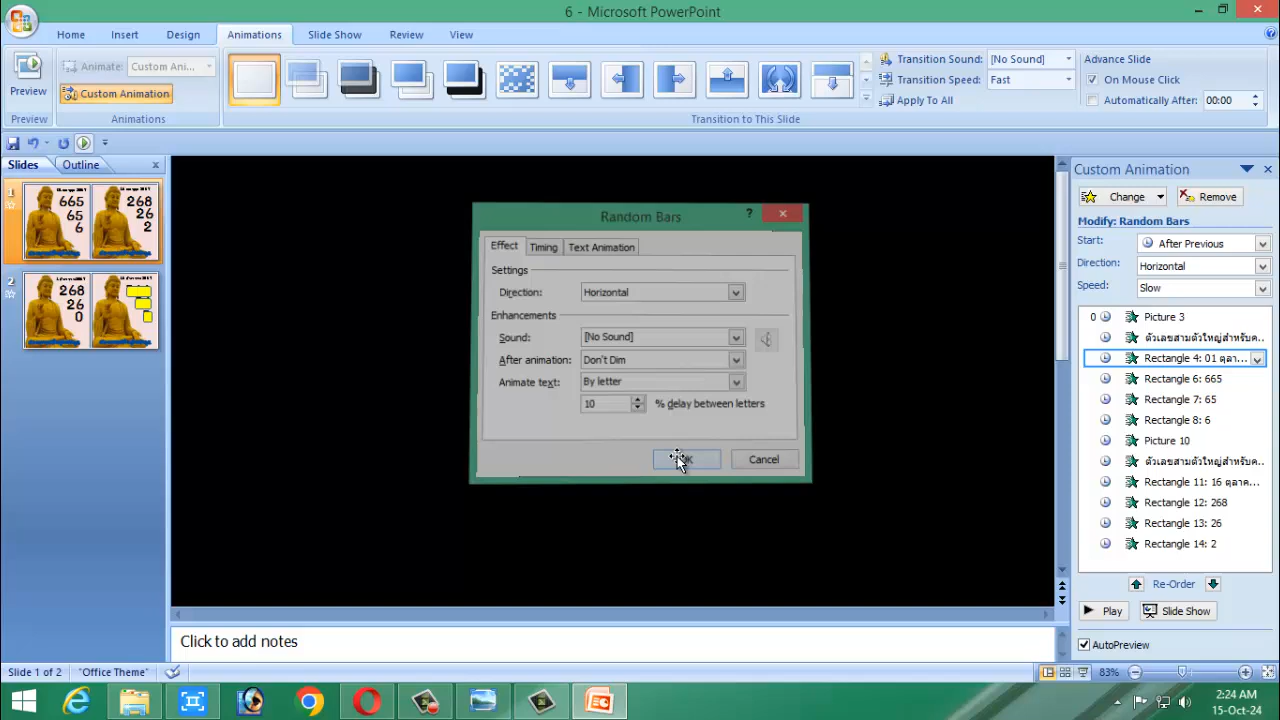 6 - Microsoft PowerPoint
Home Insert Design Animations Slide Show Review View
Preview
Animate: Custom Ani...
Custom Animation
Preview
Animations
Transition Sound: [No Sound]
Transition Speed: Fast
Apply To All
Transition to This Slide
Advance Slide
On Mouse Click
Automatically After: 00:00
Slides Outline
1
665
65
6
268
26
2
2
268
26
0
Random Bars
Effect Timing Text Animation
Settings
Direction: Horizontal
Enhancements
Sound: [No Sound]
After animation: Don't Dim
Animate text: By letter
10 % delay between letters
OK Cancel
Custom Animation
Change Remove
Modify: Random Bars
Start: After Previous
Direction: Horizontal
Speed: Slow
0 Picture 3
ตัวเลขสามตัวใหญ่สำหรับค...
Rectangle 4: 01 ตุลา...
Rectangle 6: 665
Rectangle 7: 65
Rectangle 8: 6
Picture 10
ตัวเลขสามตัวใหญ่สำหรับค...
Rectangle 11: 16 ตุลาค...
Rectangle 12: 268
Rectangle 13: 26
Rectangle 14: 2
Re-Order
Play Slide Show
AutoPreview
Click to add notes
Slide 1 of 2 "Office Theme" 83%
2:24 AM
15-Oct-24